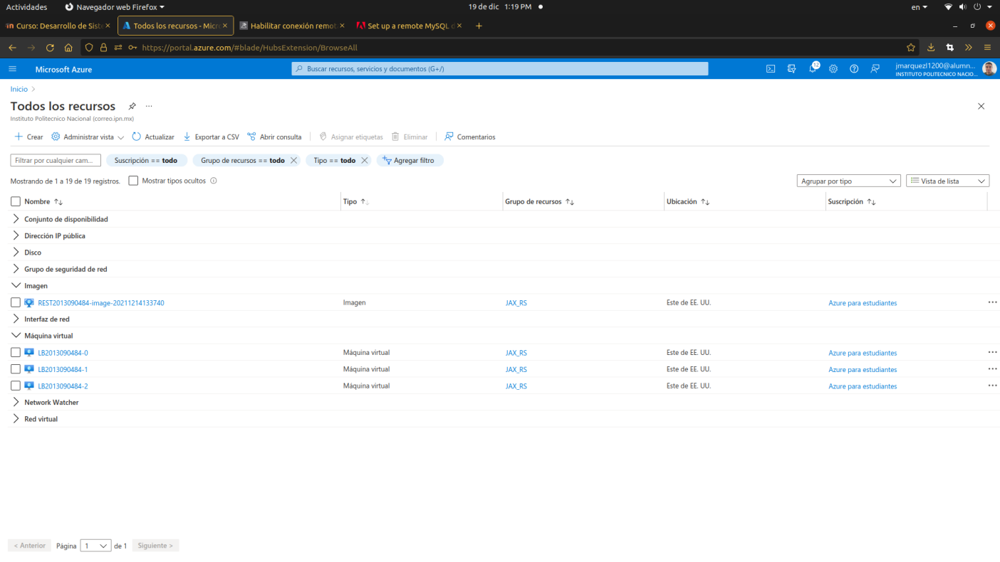 Actividades Navegador web Firefox 19 de dic 1:19 PM en
Curso: Desarrollo de Siste Todos los recursos - Micr Habilitar conexión remot Set up a remote MySQL d
https://portal.azure.com/#blade/HubsExtension/BrowseAll
Microsoft Azure Buscar recursos, servicios y documentos (G+/) 12 jmarquezl1200@alumn...
INSTITUTO POLITECNICO NACIO...
Inicio >
Todos los recursos ...
Instituto Politecnico Nacional (correo.ipn.mx)
Crear Administrar vista Actualizar Exportar a CSV Abrir consulta Asignar etiquetas Eliminar Comentarios
Filtrar por cualquier cam... Suscripción == todo Grupo de recursos == todo Tipo == todo Agregar filtro
Mostrando de 1 a 19 de 19 registros. Mostrar tipos ocultos Agrupar por tipo Vista de lista
Nombre Tipo Grupo de recursos Ubicación Suscripción
Conjunto de disponibilidad
Dirección IP pública
Disco
Grupo de seguridad de red
Imagen
REST2013090484-image-20211214133740 Imagen JAX_RS Este de EE. UU. Azure para estudiantes ...
Interfaz de red
Máquina virtual
LB2013090484-0 Máquina virtual JAX_RS Este de EE. UU. Azure para estudiantes ...
LB2013090484-1 Máquina virtual JAX_RS Este de EE. UU. Azure para estudiantes ...
LB2013090484-2 Máquina virtual JAX_RS Este de EE. UU. Azure para estudiantes ...
Network Watcher
Red virtual
< Anterior Página 1 de 1 Siguiente >